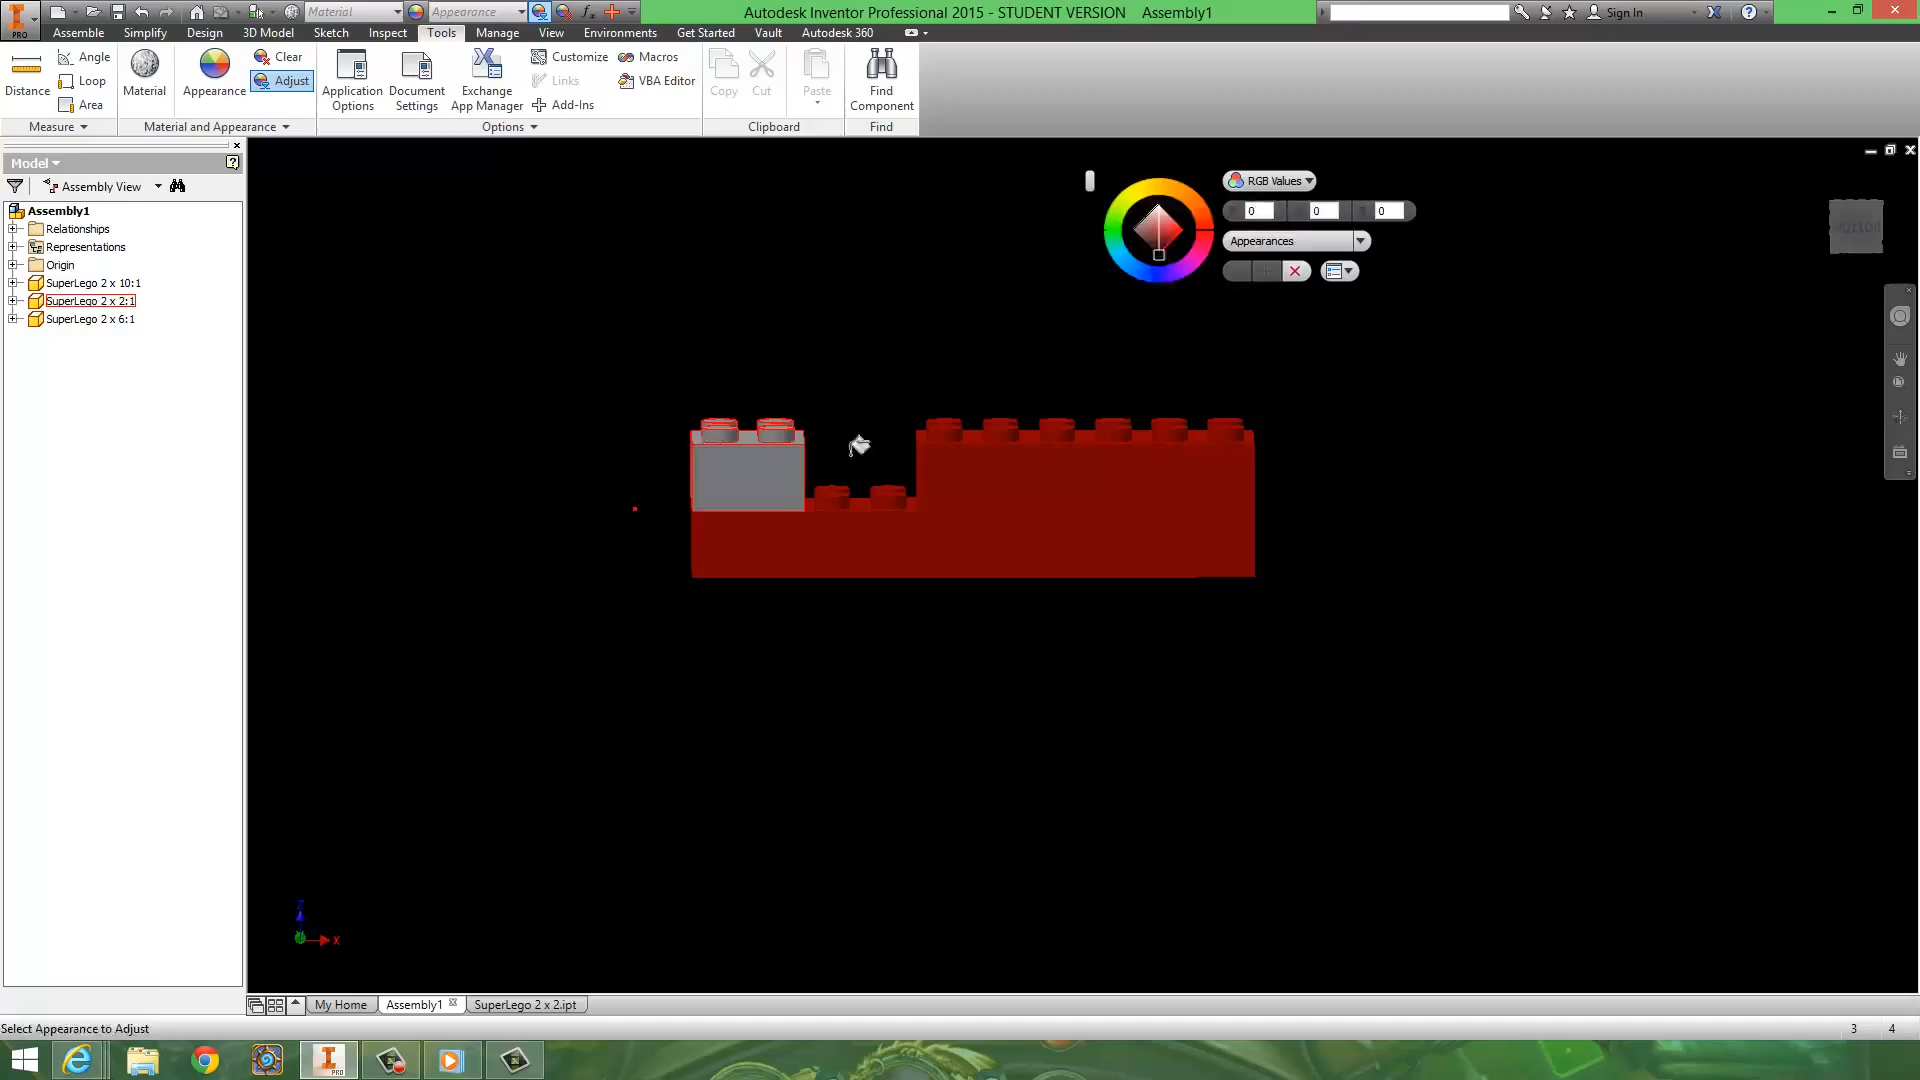 Material
Appearance
Autodesk Inventor Professional 2015 - STUDENT VERSION Assembly1
Sign In
PRO
Assemble Simplify Design 3D Model Sketch Inspect Tools Manage View Environments Get Started Vault Autodesk 360
Distance
Angle
Loop
Area
Measure
Material
Appearance
Clear
Adjust
Material and Appearance
Application Options
Document Settings
Exchange App Manager
Customize
Links
Add-Ins
Macros
VBA Editor
Options
Copy
Cut
Paste
Clipboard
Find Component
Find
Model
Assembly View
Assembly1
Relationships
Representations
Origin
SuperLego 2 x 10:1
SuperLego 2 x 2:1
SuperLego 2 x 6:1
RGB Values
0 0 0
Appearances
Z
X
My Home
Assembly1
SuperLego 2 x 2.ipt
Select Appearance to Adjust
3 4
PRO